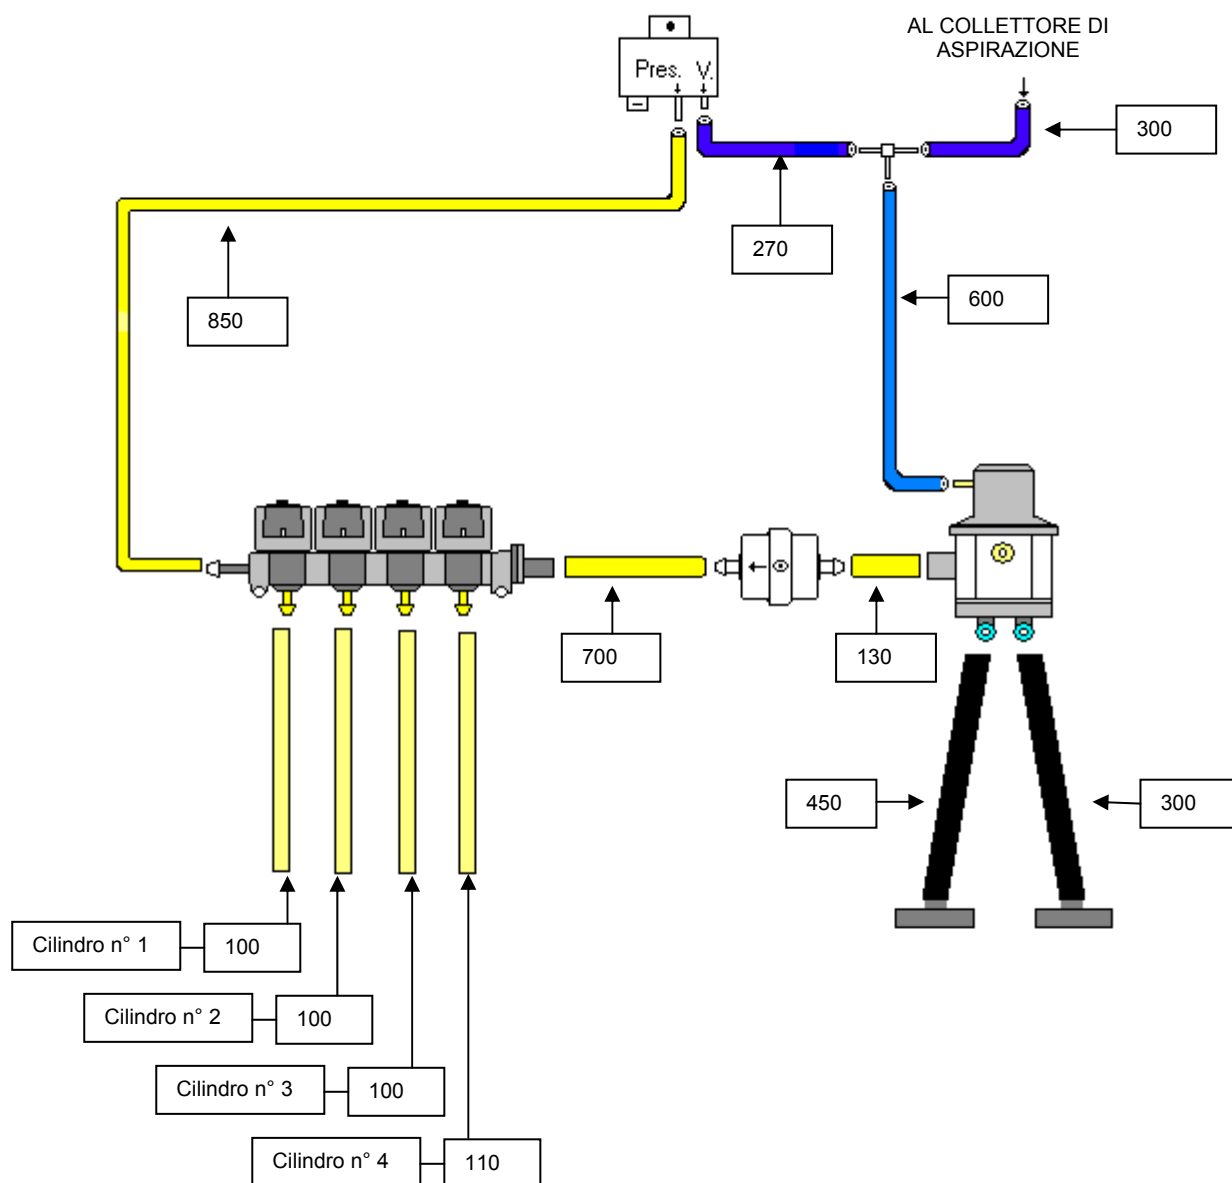 AL COLLETTORE DI
ASPIRAZIONE
Pres. V.
300
270
600
850
700
130
450
300
Cilindro n° 1
100
Cilindro n° 2
100
Cilindro n° 3
100
Cilindro n° 4
110